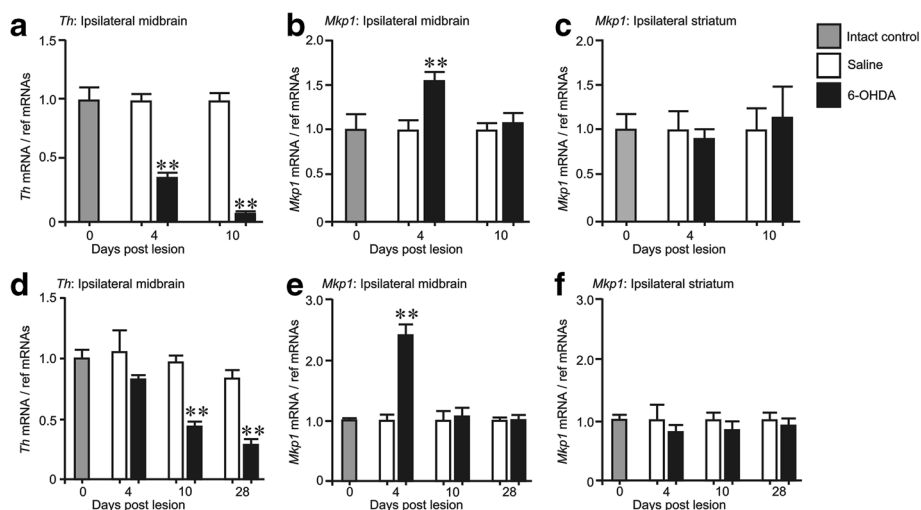 a Th: Ipsilateral midbrain
1.5
1.0
0.5
0
Th mRNA / ref mRNAs
**
**
0 4 10
Days post lesion
b Mkp1: Ipsilateral midbrain
2.0
1.5
1.0
0.5
0
Mkp1 mRNA / ref mRNAs
**
0 4 10
Days post lesion
c Mkp1: Ipsilateral striatum
2.0
1.5
1.0
0.5
0
Mkp1 mRNA / ref mRNAs
0 4 10
Days post lesion
Intact control
Saline
6-OHDA
d Th: Ipsilateral midbrain
1.5
1.0
0.5
0
Th mRNA / ref mRNAs
**
**
0 4 10 28
Days post lesion
e Mkp1: Ipsilateral midbrain
3.0
2.0
1.0
0
Mkp1 mRNA / ref mRNAs
**
0 4 10 28
Days post lesion
f Mkp1: Ipsilateral striatum
3.0
2.0
1.0
0
Mkp1 mRNA / ref mRNAs
0 4 10 28
Days post lesion